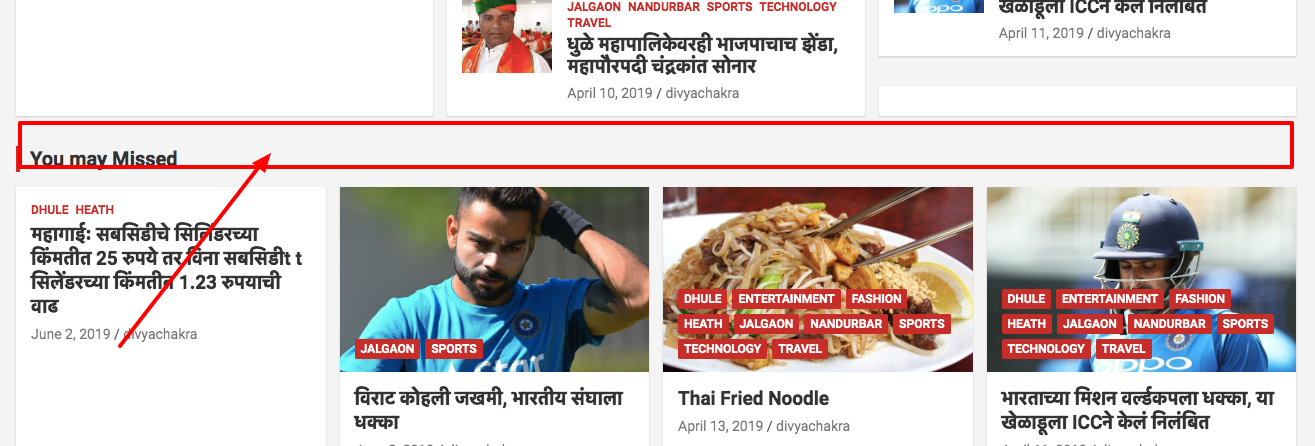 JALGAON NANDURBAR SPORTS TECHNOLOGY
TRAVEL
धुळे महापालिकेवरही भाजपाचाच झेंडा,
महापौरपदी चंद्रकांत सोनार
April 10, 2019 / divyachakra
खेळाडूला ICCने केलं निलंबित
April 11, 2019 / divyachakra
You may Missed
DHULE HEATH
महागाई: सबसिडीचे सिलिंडरच्या
किंमतीत 25 रुपये तर विना सबसिडीt t
सिलेंडरच्या किंमतीत 1.23 रुपयाची
वाढ
June 2, 2019 / divyachakra
JALGAON SPORTS
विराट कोहली जखमी, भारतीय संघाला
धक्का
DHULE ENTERTAINMENT FASHION
HEATH JALGAON NANDURBAR SPORTS
TECHNOLOGY TRAVEL
Thai Fried Noodle
April 13, 2019 / divyachakra
DHULE ENTERTAINMENT FASHION
HEATH JALGAON NANDURBAR SPORTS
TECHNOLOGY TRAVEL
oppo
भारताच्या मिशन वर्ल्डकपला धक्का, या
खेळाडूला ICCने केलं निलंबित